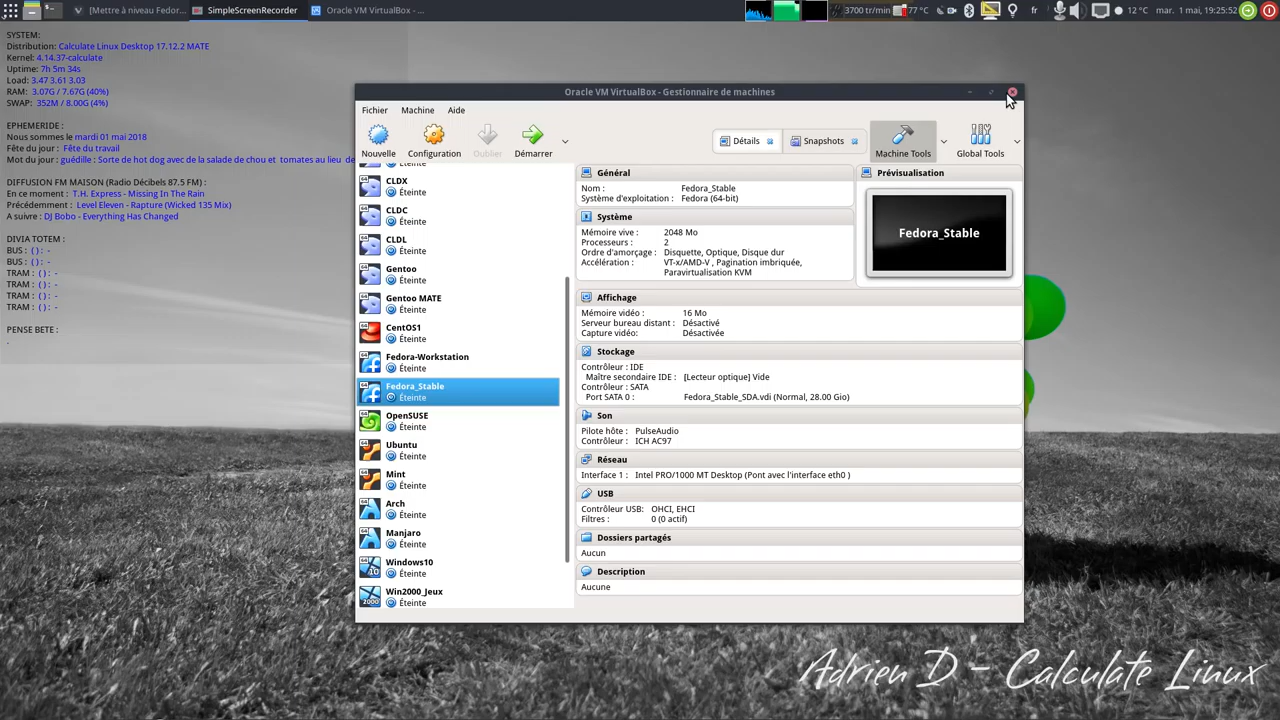 [Mettre à niveau Fedor...
SimpleScreenRecorder
Oracle VM VirtualBox - ...
3700 tr/min
77 °C
fr
12 °C
mar. 1 mai, 19:25:52
SYSTEM:
Distribution: Calculate Linux Desktop 17.12.2 MATE
Kernel: 4.14.37-calculate
Uptime: 7h 5m 34s
Load: 3.47 3.61 3.03
RAM: 3.07G / 7.67G (40%)
SWAP: 352M / 8.00G (4%)
EPHEMERIDE :
Nous sommes le mardi 01 mai 2018
Fête du jour : Fête du travail
Mot du jour : guédille : Sorte de hot dog avec de la salade de chou et tomates au lieu de
DIFFUSION FM MAISON (Radio Décibels 87.5 FM) :
En ce moment : T.H. Express - Missing In The Rain
Précédemment : Level Eleven - Rapture (Wicked 135 Mix)
A suivre : DJ Bobo - Everything Has Changed
DIVIA TOTEM :
BUS : ( ) : -
BUS : ( ) : -
TRAM : ( ) : -
TRAM : ( ) : -
TRAM : ( ) : -
TRAM : ( ) : -
PENSE BETE :
.
Oracle VM VirtualBox - Gestionnaire de machines
Fichier Machine Aide
Nouvelle
Configuration
Oublier
Démarrer
Détails
Snapshots
Machine Tools
Global Tools
Éteinte
CLDX
Éteinte
CLDC
Éteinte
CLDL
Éteinte
Gentoo
Éteinte
Gentoo MATE
Éteinte
CentOS1
Éteinte
Fedora-Workstation
Éteinte
Fedora_Stable
Éteinte
OpenSUSE
Éteinte
Ubuntu
Éteinte
Mint
Éteinte
Arch
Éteinte
Manjaro
Éteinte
Windows10
Éteinte
Win2000_Jeux
Éteinte
Général
Nom : Fedora_Stable
Système d'exploitation : Fedora (64-bit)
Système
Mémoire vive : 2048 Mo
Processeurs : 2
Ordre d'amorçage : Disquette, Optique, Disque dur
Accélération : VT-x/AMD-V , Pagination imbriquée,
Paravirtualisation KVM
Prévisualisation
Fedora_Stable
Affichage
Mémoire vidéo : 16 Mo
Serveur bureau distant : Désactivé
Capture vidéo: Désactivée
Stockage
Contrôleur : IDE
Maître secondaire IDE : [Lecteur optique] Vide
Contrôleur : SATA
Port SATA 0 : Fedora_Stable_SDA.vdi (Normal, 28.00 Gio)
Son
Pilote hôte : PulseAudio
Contrôleur : ICH AC97
Réseau
Interface 1 : Intel PRO/1000 MT Desktop (Pont avec l'interface eth0 )
USB
Contrôleur USB: OHCI, EHCI
Filtres : 0 (0 actif)
Dossiers partagés
Aucun
Description
Aucune
Adrien D - Calculate Linux